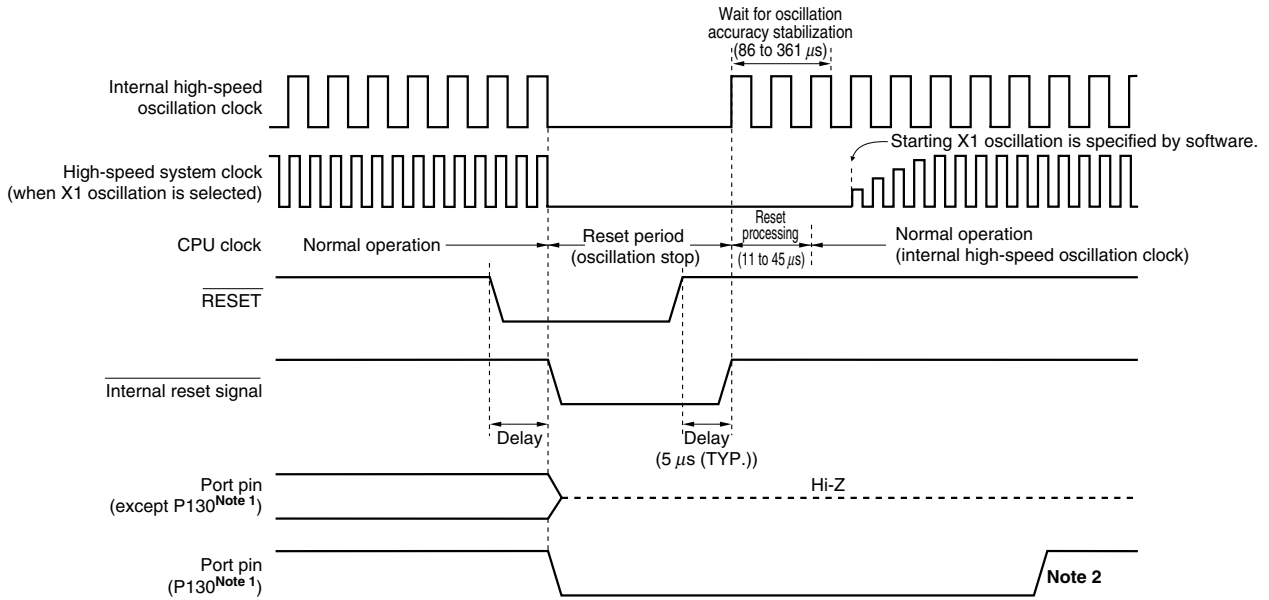 Wait for oscillation
accuracy stabilization
(86 to 361 μs)
Internal high-speed
oscillation clock
Starting X1 oscillation is specified by software.
High-speed system clock
(when X1 oscillation is selected)
CPU clock
Normal operation
Reset period
(oscillation stop)
Reset
processing
(11 to 45 μs)
Normal operation
(internal high-speed oscillation clock)
RESET
Internal reset signal
Delay
Delay
(5 μs (TYP.))
Port pin
(except P130Note 1)
Hi-Z
Port pin
(P130Note 1)
Note 2